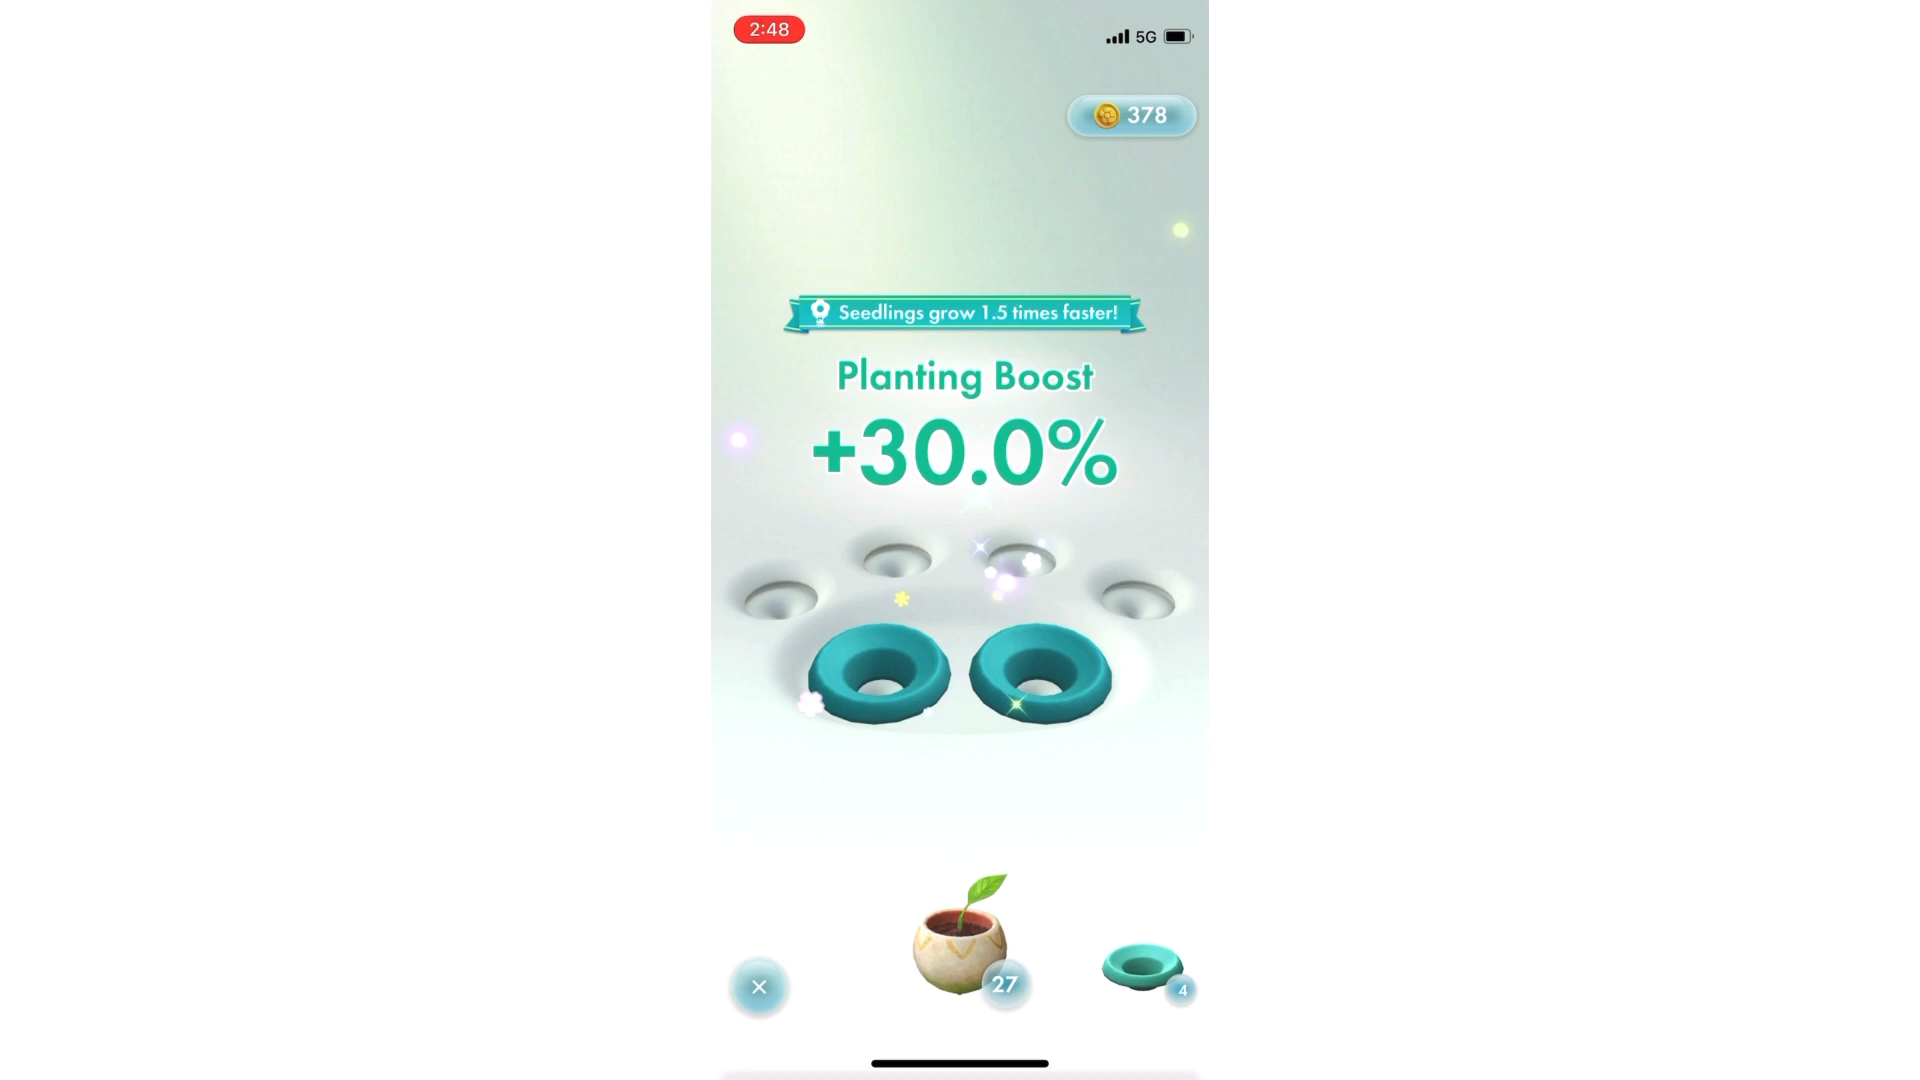 2:48
5G
378
Seedlings grow 1.5 times faster!
Planting Boost
+30.0%
27
4